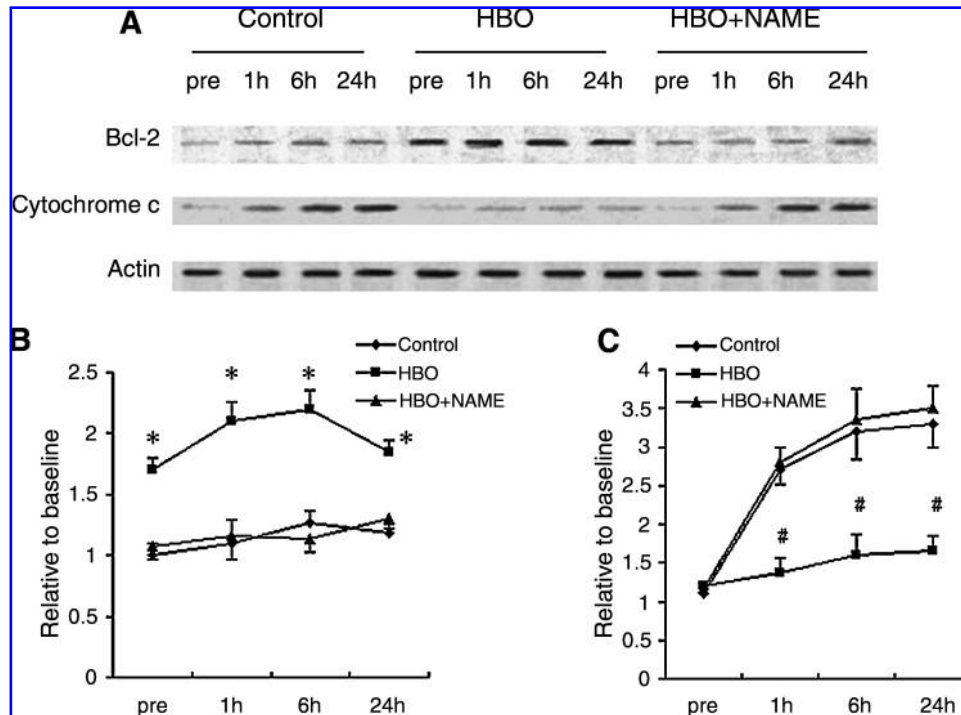 A Control HBO HBO+NAME
pre 1h 6h 24h pre 1h 6h 24h pre 1h 6h 24h
Bcl-2
Cytochrome c
Actin
B
Control
HBO
HBO+NAME
Relative to baseline
2.5
2
1.5
1
0.5
0
* * * *
pre 1h 6h 24h
C
Control
HBO
HBO+NAME
Relative to baseline
4
3.5
3
2.5
2
1.5
1
0.5
0
# # #
pre 1h 6h 24h